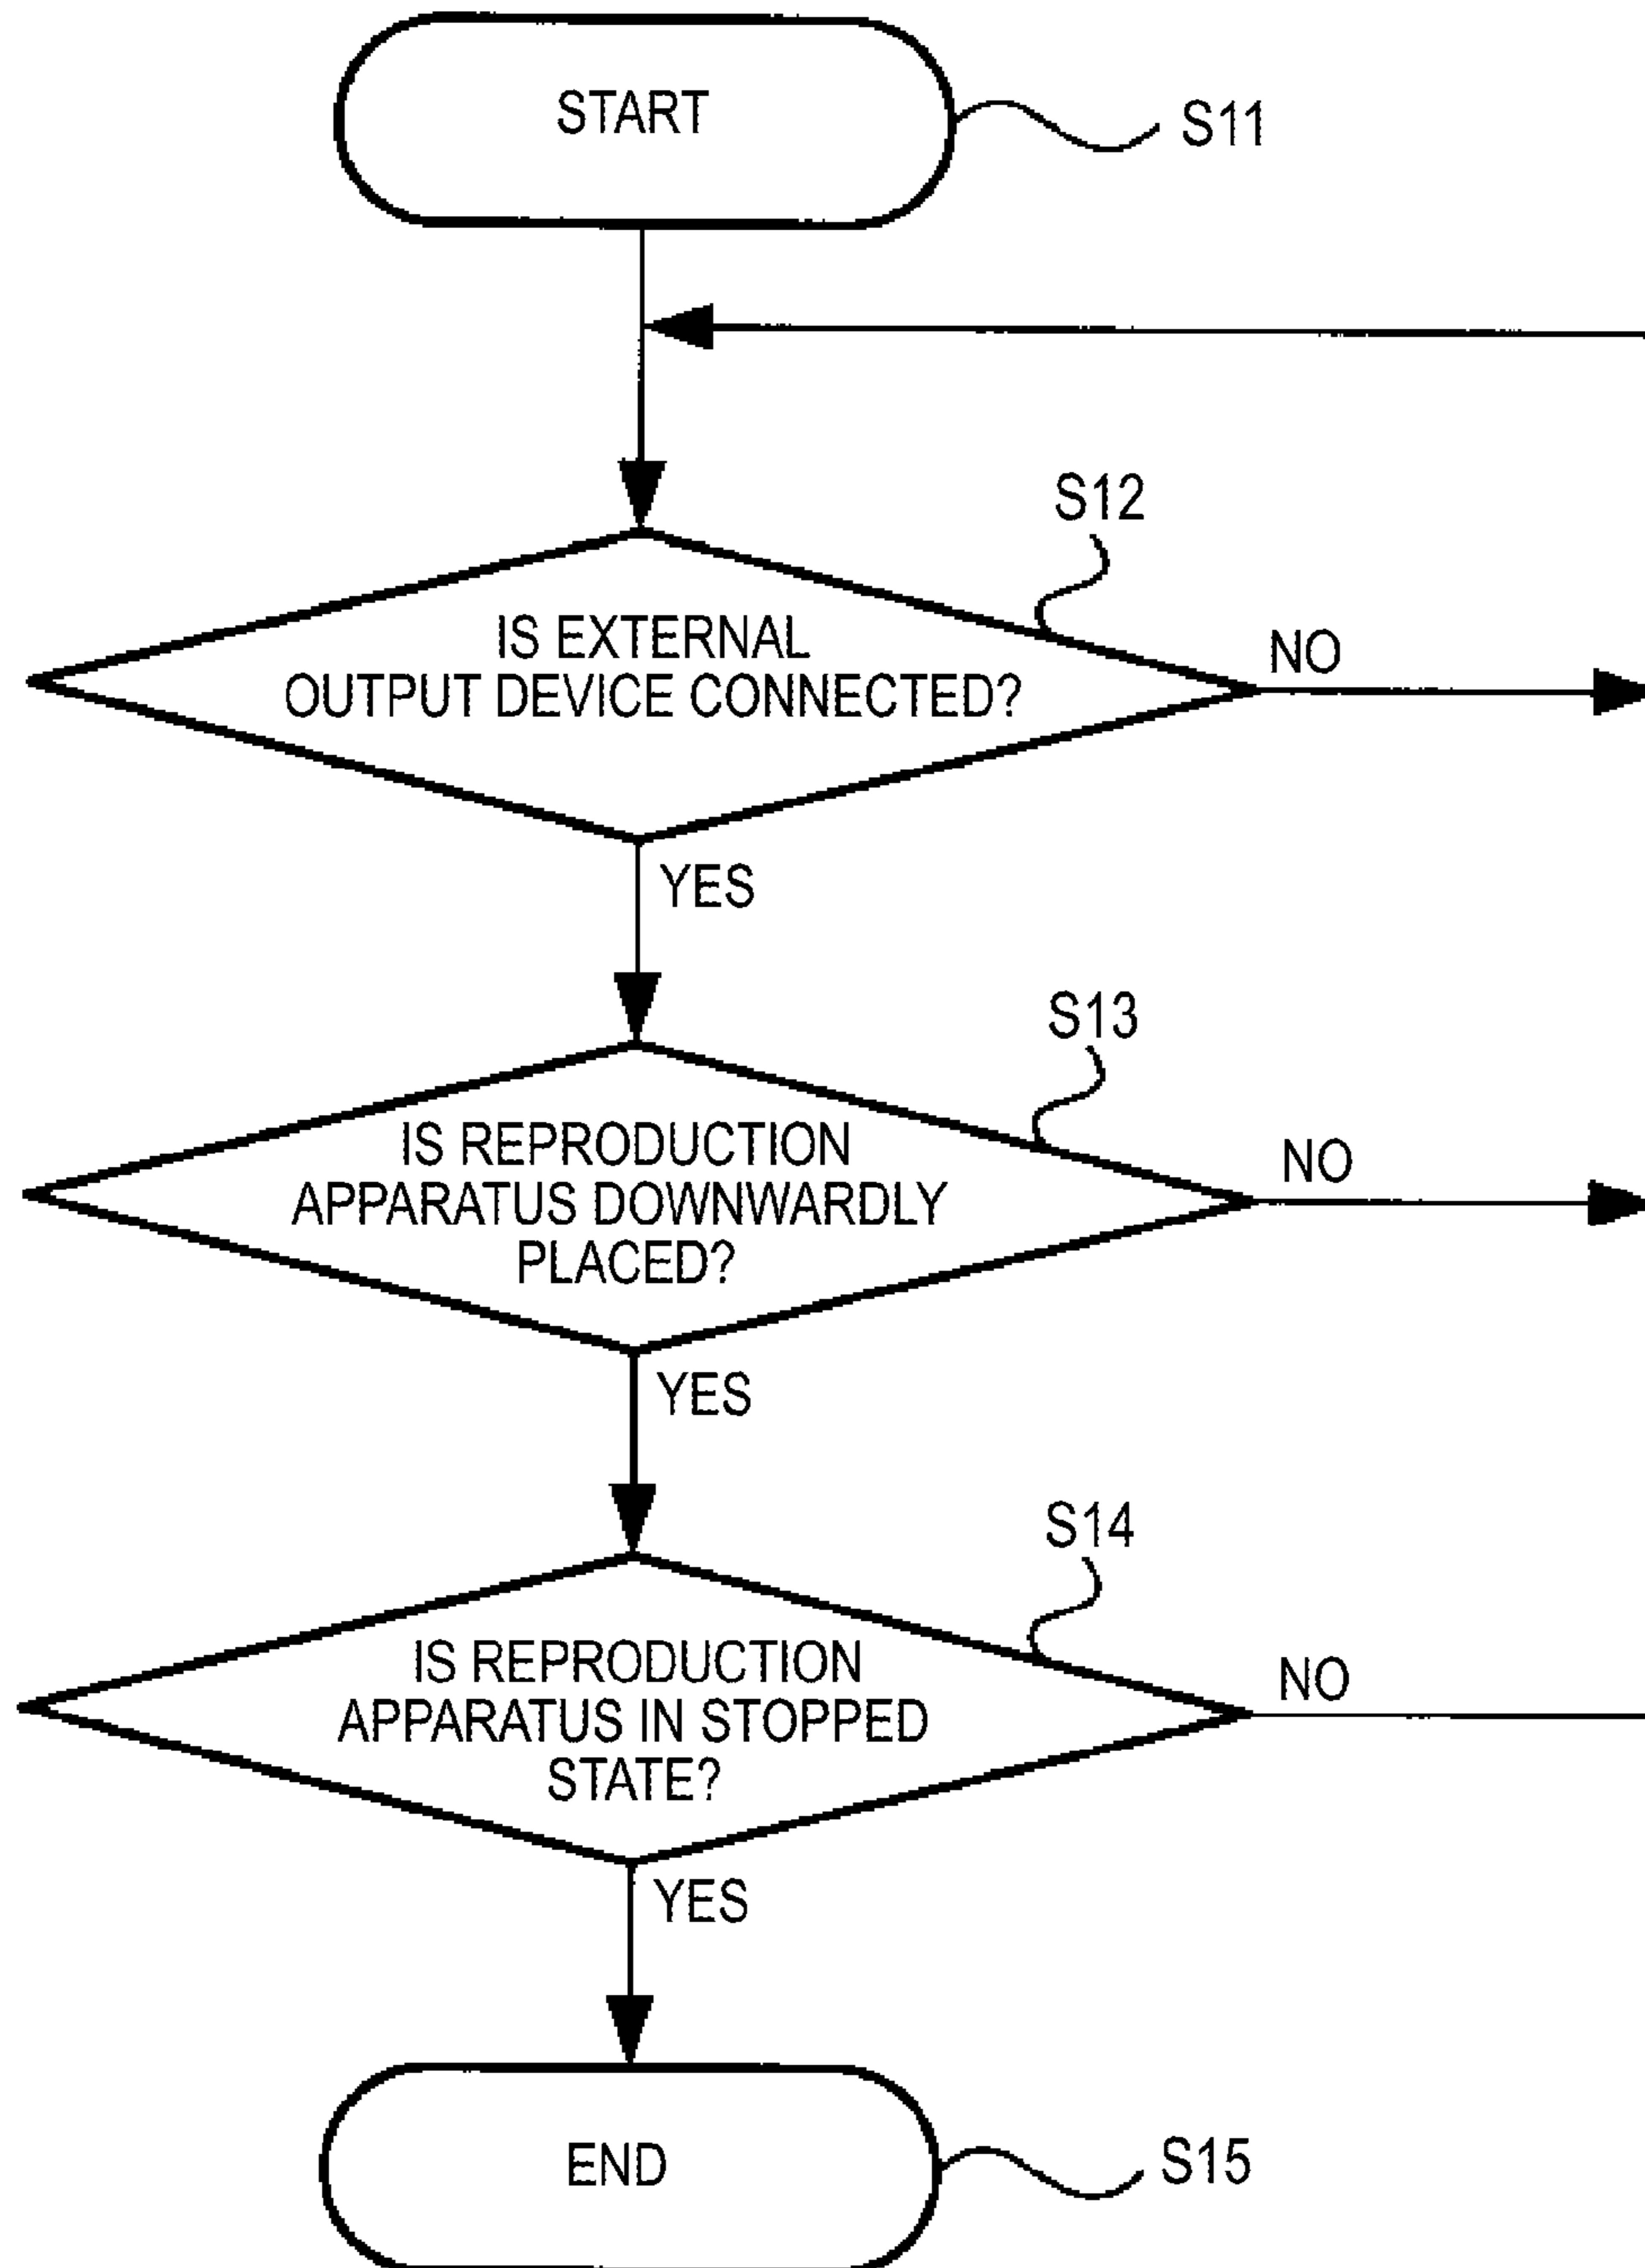 START
S11
S12
IS EXTERNAL
OUTPUT DEVICE CONNECTED?
NO
YES
S13
IS REPRODUCTION
APPARATUS DOWNWARDLY
PLACED?
NO
YES
S14
IS REPRODUCTION
APPARATUS IN STOPPED
STATE?
NO
YES
END
S15